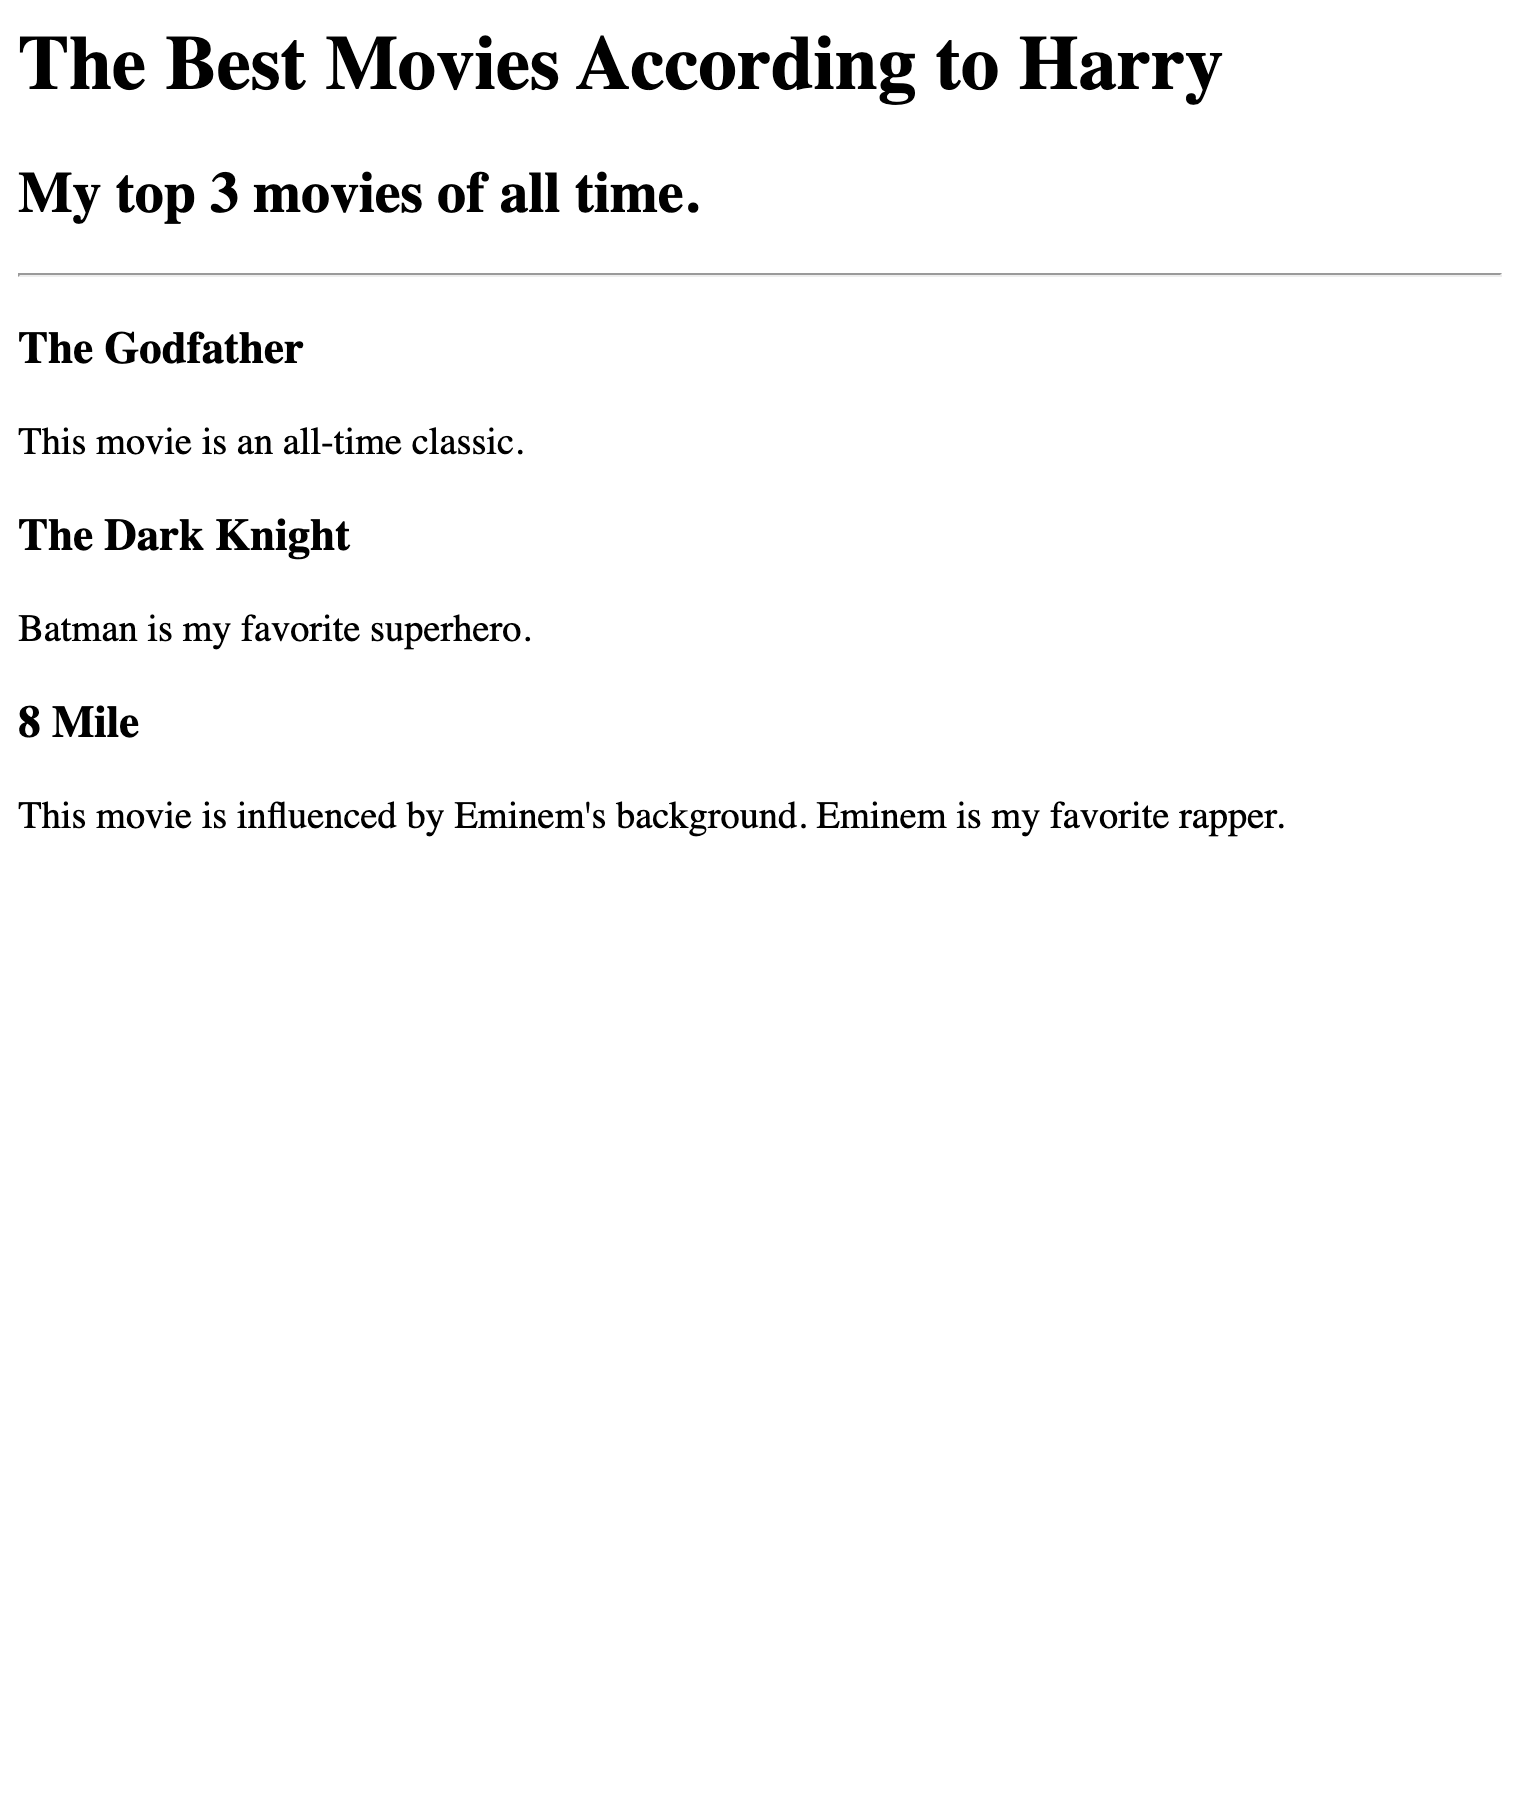 The Best Movies According to Harry
My top 3 movies of all time.
The Godfather
This movie is an all-time classic.
The Dark Knight
Batman is my favorite superhero.
8 Mile
This movie is influenced by Eminem's background. Eminem is my favorite rapper.